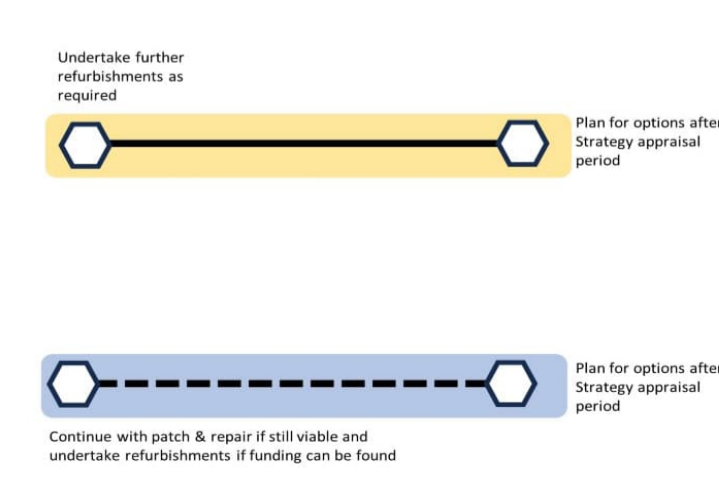 Undertake further
refurbishments as
required
Plan for options after
Strategy appraisal
period
Plan for options after
Strategy appraisal
period
Continue with patch & repair if still viable and
undertake refurbishments if funding can be found